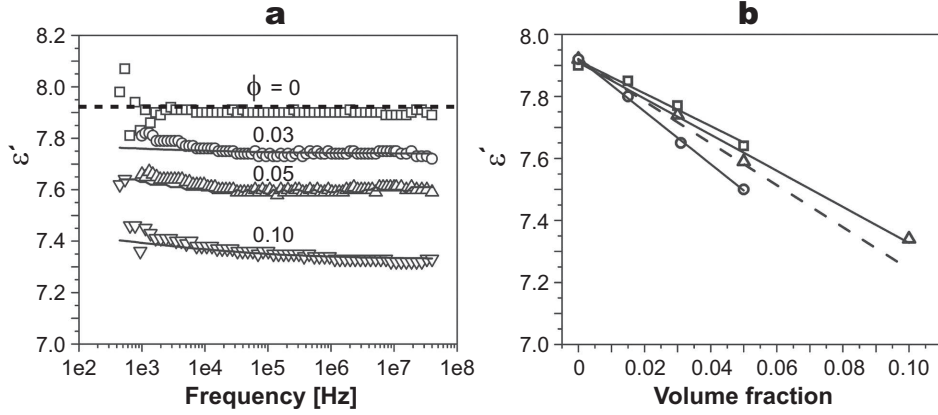 a
ε′
8.2
8.0
7.8
7.6
7.4
7.2
7.0
ϕ = 0
0.03
0.05
0.10
1e2 1e3 1e4 1e5 1e6 1e7 1e8
Frequency [Hz]
b
ε′
8.0
7.8
7.6
7.4
7.2
7.0
0 0.02 0.04 0.06 0.08 0.10
Volume fraction